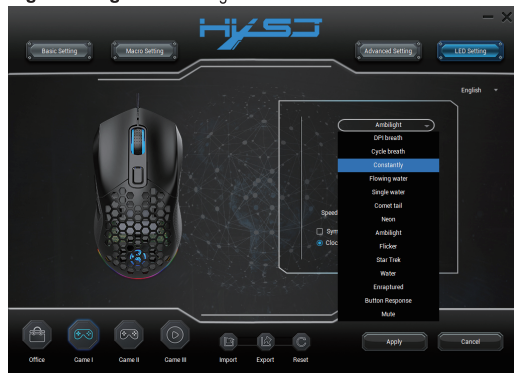 HXSJ
Basic Setting
Macro Setting
Advanced Setting
LED Setting
English
Ambilight
DPI breath
Cycle breath
Constantly
Flowing water
Single water
Comet tail
Neon
Ambilight
Flicker
Star Trek
Water
Enraptured
Button Response
Mute
Speed
Office
Game I
Game II
Game III
Import
Export
Reset
Apply
Cancel